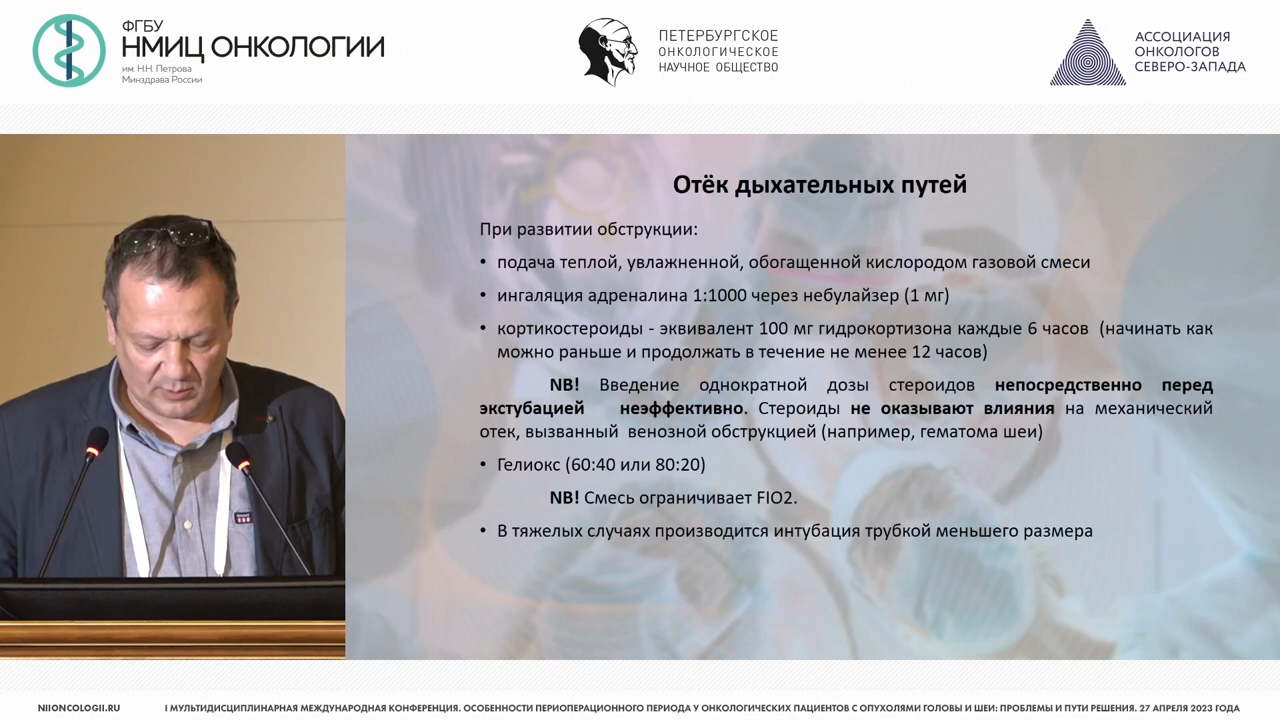 ФГБУ
НМИЦ ОНКОЛОГИИ
им. Н.Н. Петрова
Минздрава России
ПЕТЕРБУРГСКОЕ
ОНКОЛОГИЧЕСКОЕ
НАУЧНОЕ ОБЩЕСТВО
АССОЦИАЦИЯ
ОНКОЛОГОВ
СЕВЕРО-ЗАПАДА
Отёк дыхательных путей
При развитии обструкции:
• подача теплой, увлажненной, обогащенной кислородом газовой смеси
• ингаляция адреналина 1:1000 через небулайзер (1 мг)
• кортикостероиды - эквивалент 100 мг гидрокортизона каждые 6 часов (начинать как
можно раньше и продолжать в течение не менее 12 часов)
NB! Введение однократной дозы стероидов непосредственно перед
экстубацией неэффективно. Стероиды не оказывают влияния на механический
отек, вызванный венозной обструкцией (например, гематома шеи)
• Гелиокс (60:40 или 80:20)
NB! Смесь ограничивает FIO2.
• В тяжелых случаях производится интубация трубкой меньшего размера
NIIONCOLOGII.RU
I МУЛЬТИДИСЦИПЛИНАРНАЯ МЕЖДУНАРОДНАЯ КОНФЕРЕНЦИЯ. ОСОБЕННОСТИ ПЕРИОПЕРАЦИОННОГО ПЕРИОДА У ОНКОЛОГИЧЕСКИХ ПАЦИЕНТОВ С ОПУХОЛЯМИ ГОЛОВЫ И ШЕИ: ПРОБЛЕМЫ И ПУТИ РЕШЕНИЯ. 27 АПРЕЛЯ 2023 ГОДА